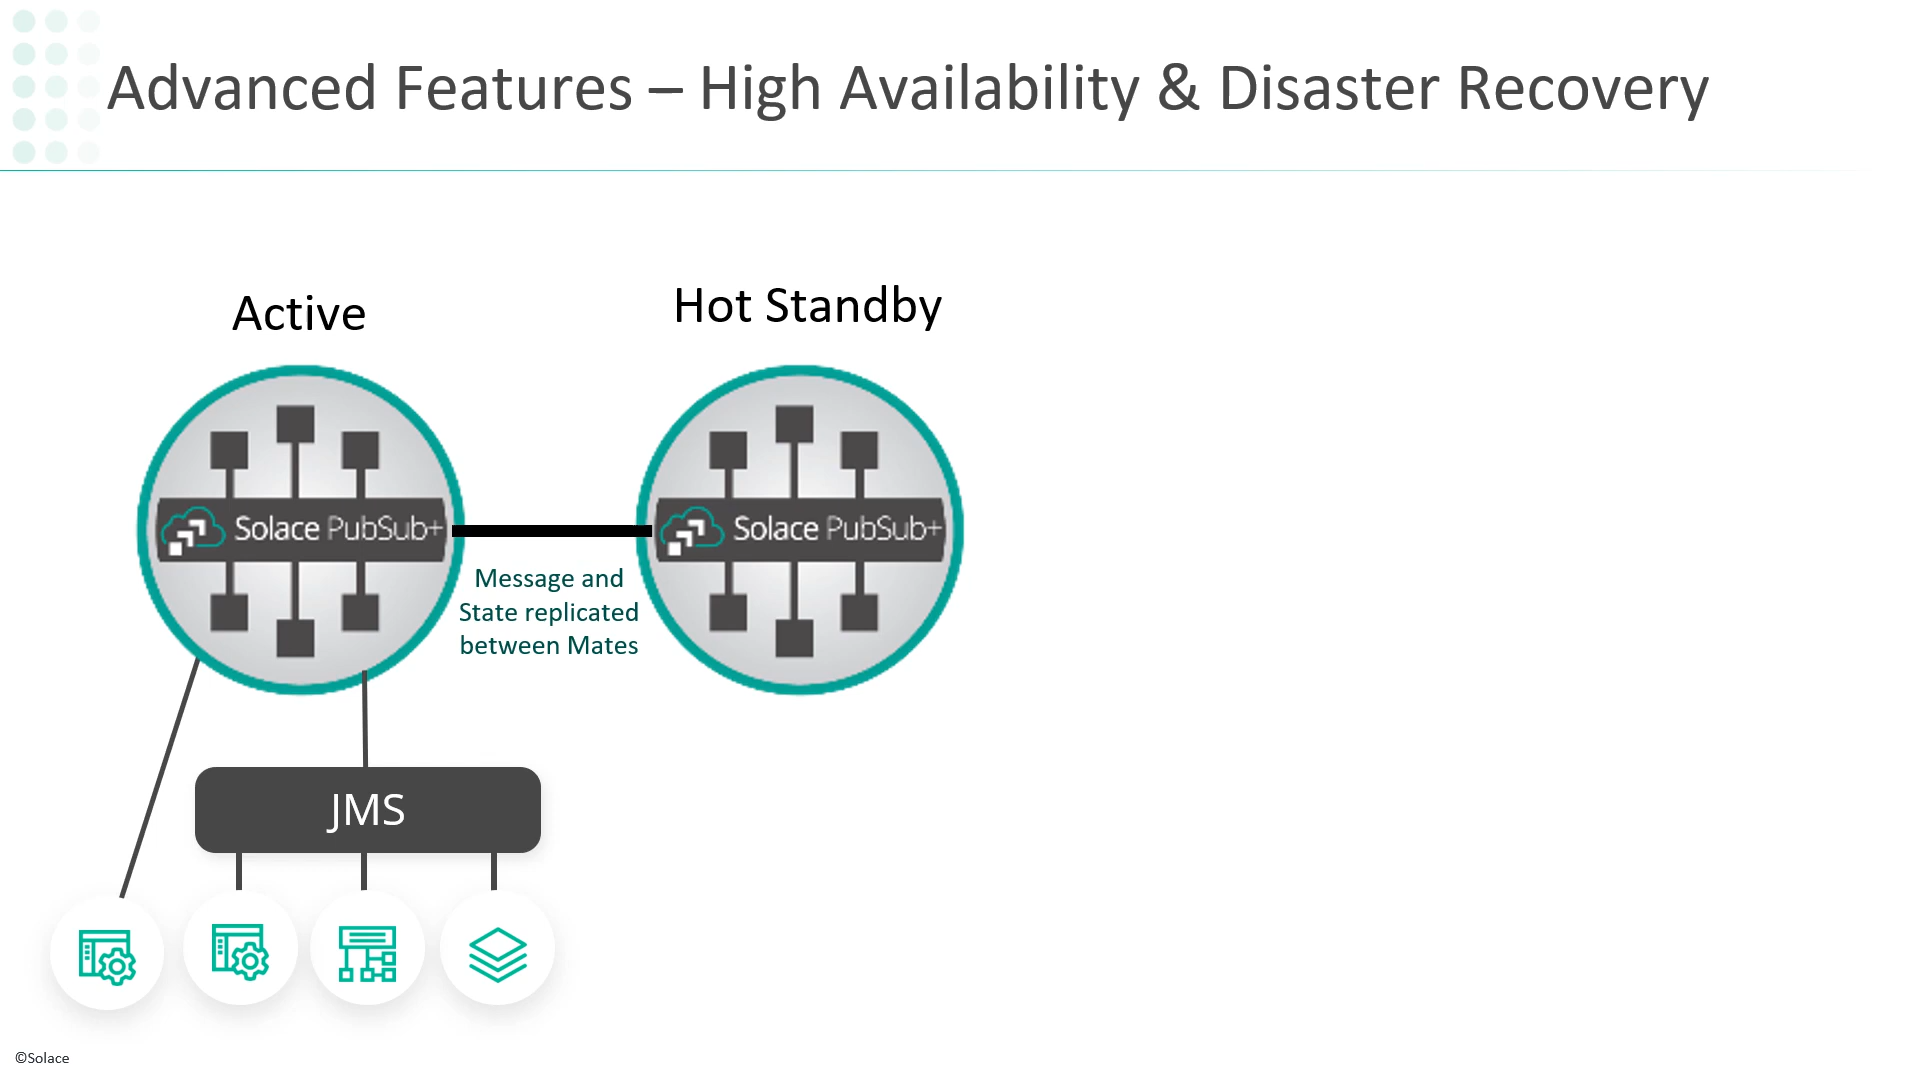 Advanced Features – High Availability & Disaster Recovery
Active
Hot Standby
Solace PubSub+
Solace PubSub+
Message and
State replicated
between Mates
JMS
©Solace